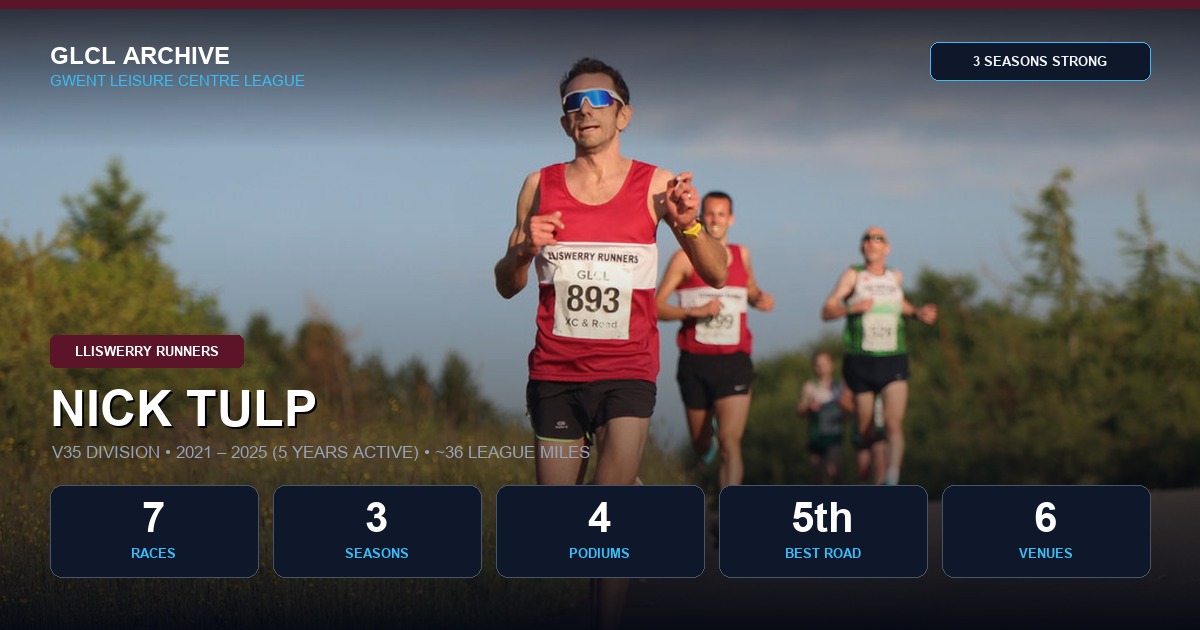 GLCL ARCHIVE
GWENT LEISURE CENTRE LEAGUE
3 SEASONS STRONG
LLISWERRY RUNNERS
GLCL
893
XC & Road
LLISWERRY RUNNERS
NICK TULP
V35 DIVISION • 2021 – 2025 (5 YEARS ACTIVE) • ~36 LEAGUE MILES
7
RACES
3
SEASONS
4
PODIUMS
5th
BEST ROAD
6
VENUES